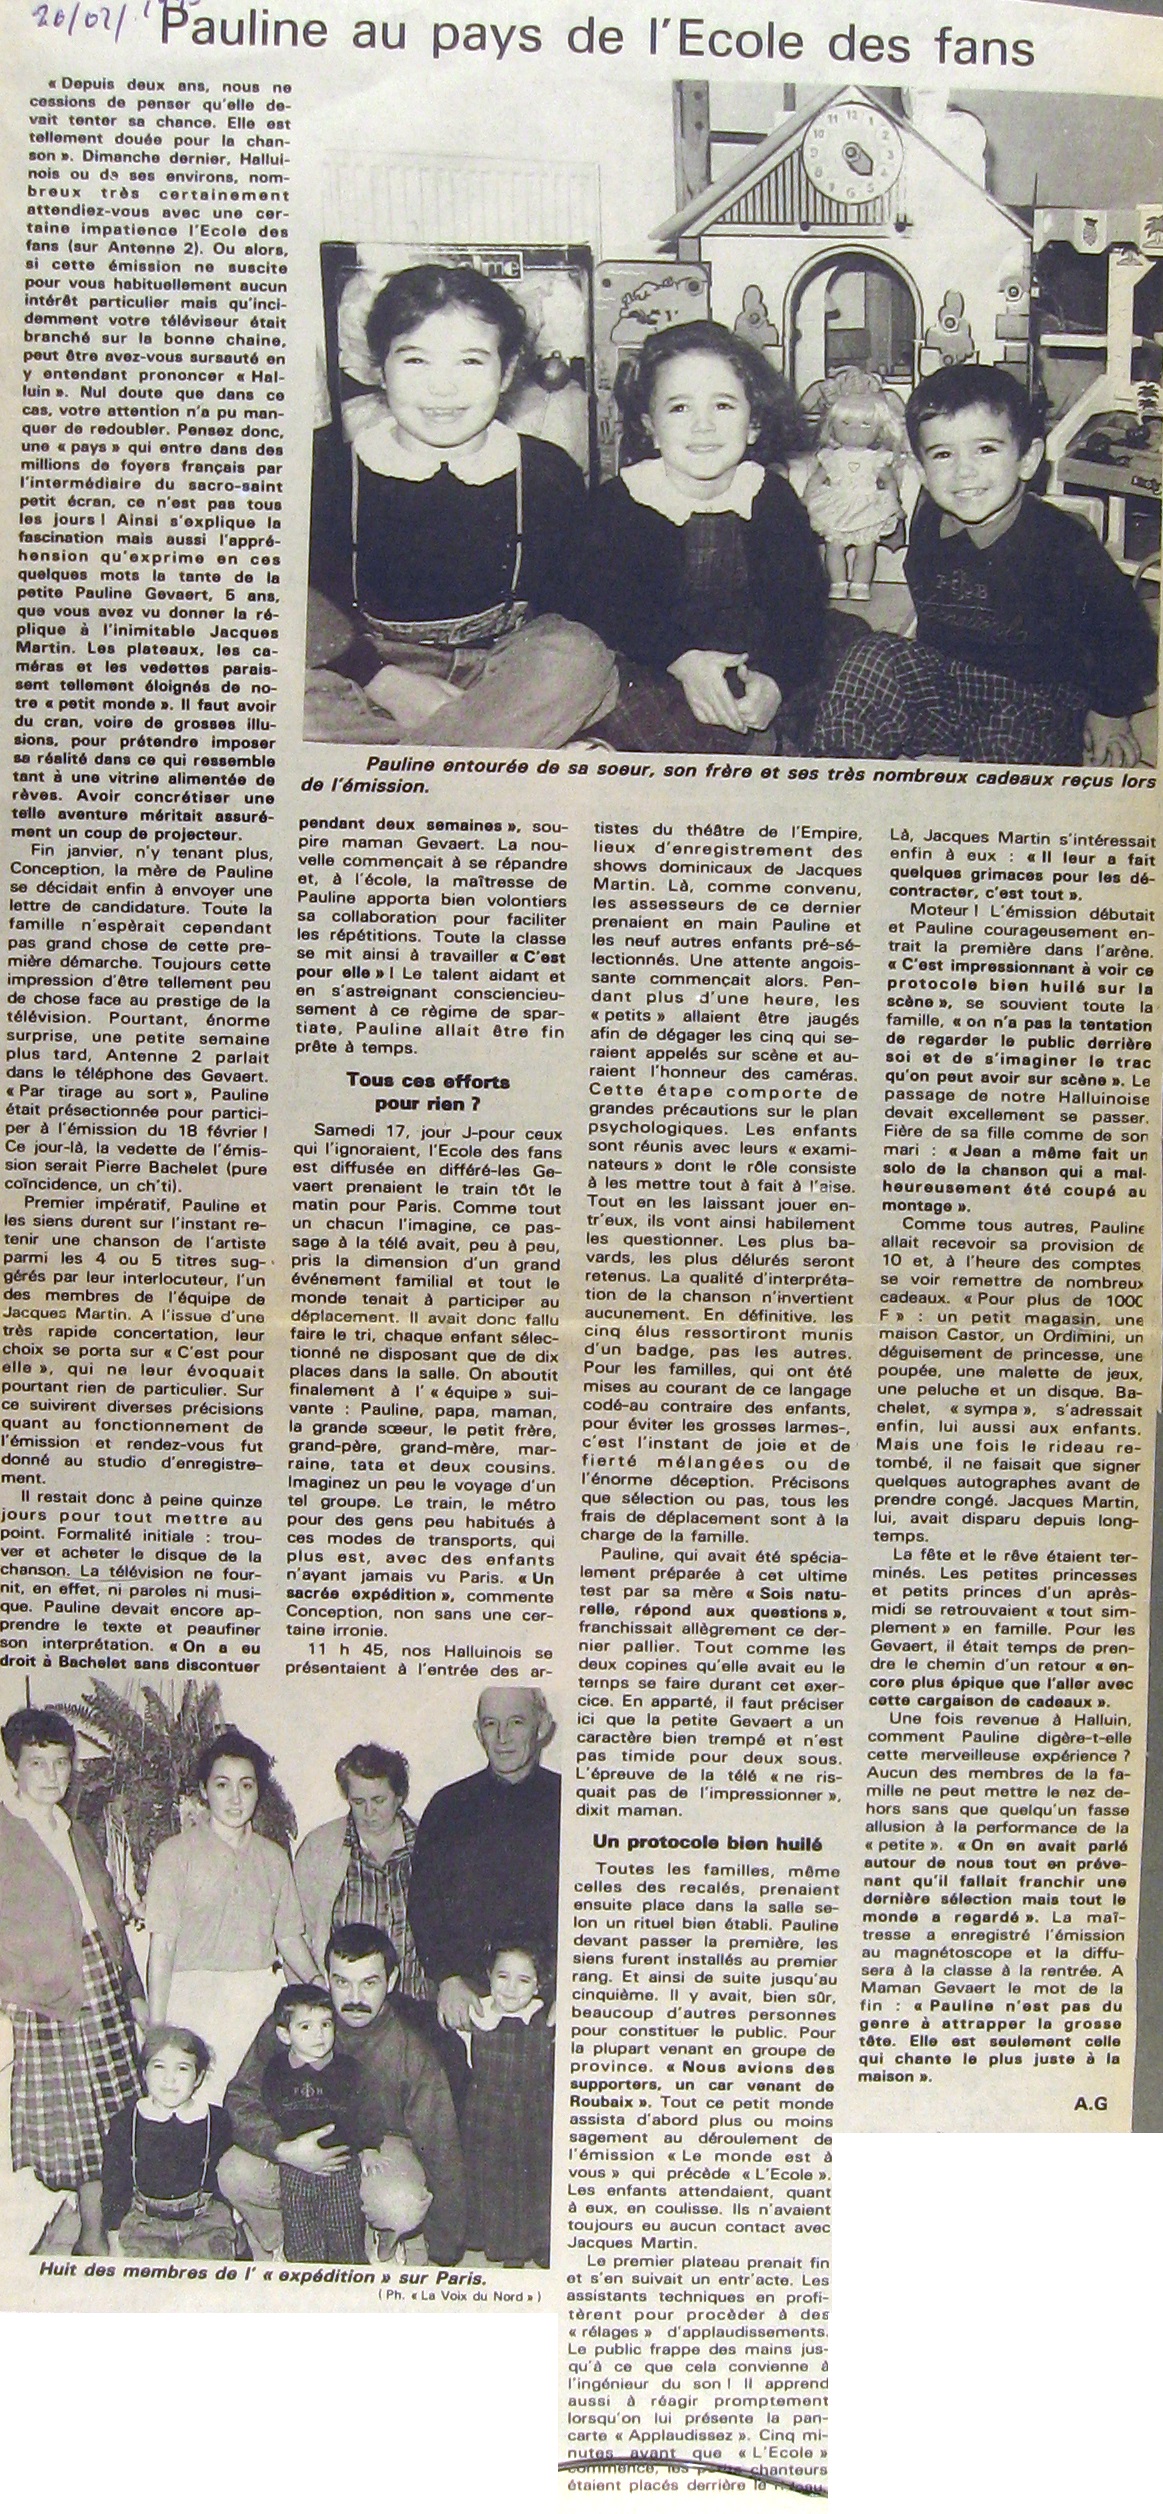 20/02/
Pauline au pays de l'Ecole des fans
« Depuis deux ans, nous ne
cessions de penser qu'elle de-
vait tenter sa chance. Elle est
tellement douée pour la chan-
son ». Dimanche dernier, Hallui-
nois ou de ses environs, nom-
breux très certainement
attendiez-vous avec une cer-
taine impatience l'Ecole des
fans (sur Antenne 2). Ou alors,
si cette émission ne suscite
pour vous habituellement aucun
intérêt particulier mais qu'inci-
demment votre téléviseur était
branché sur la bonne chaine,
peut être avez-vous sursauté en
y entendant prononcer « Hal-
luin ». Nul doute que dans ce
cas, votre attention n'a pu man-
quer de redoubler. Pensez donc,
une « pays » qui entre dans des
millions de foyers français par
l'intermédiaire du sacro-saint
petit écran, ce n'est pas tous
les jours ! Ainsi s'explique la
fascination mais aussi l'appré-
hension qu'exprime en ces
quelques mots la tante de la
petite Pauline Gevaert, 5 ans,
que vous avez vu donner la ré-
plique à l'inimitable Jacques
Martin. Les plateaux, les ca-
méras et les vedettes parais-
sent tellement éloignés de no-
tre « petit monde ». Il faut avoir
du cran, voire de grosses illu-
sions, pour prétendre imposer
sa réalité dans ce qui ressemble
tant à une vitrine alimentée de
rêves. Avoir concrétiser une
telle aventure méritait assuré-
ment un coup de projecteur.
Fin janvier, n'y tenant plus,
Conception, la mère de Pauline
se décidait enfin à envoyer une
lettre de candidature. Toute la
famille n'espèrait cependant
pas grand chose de cette pre-
mière démarche. Toujours cette
impression d'être tellement peu
de chose face au prestige de la
télévision. Pourtant, énorme
surprise, une petite semaine
plus tard, Antenne 2 parlait
dans le téléphone des Gevaert.
« Par tirage au sort », Pauline
était présectionnée pour partici-
per à l'émission du 18 février !
Ce jour-là, la vedette de l'émis-
sion serait Pierre Bachelet (pure
coïncidence, un ch'ti).
Premier impératif, Pauline et
les siens durent sur l'instant re-
tenir une chanson de l'artiste
parmi les 4 ou 5 titres sug-
gérés par leur interlocuteur, l'un
des membres de l'équipe de
Jacques Martin. A l'issue d'une
très rapide concertation, leur
choix se porta sur « C'est pour
elle », qui ne leur évoquait
pourtant rien de particulier. Sur
ce suivirent diverses précisions
quant au fonctionnement de
l'émission et rendez-vous fut
donné au studio d'enregistre-
ment.
Il restait donc à peine quinze
jours pour tout mettre au
point. Formalité initiale : trou-
ver et acheter le disque de la
chanson. La télévision ne four-
nit, en effet, ni paroles ni musi-
que. Pauline devait encore ap-
prendre le texte et peaufiner
son interprétation. « On a eu
droit à Bachelet sans discontuer
Pauline entourée de sa soeur, son frère et ses très nombreux cadeaux reçus lors
de l'émission.
pendant deux semaines », sou-
pire maman Gevaert. La nou-
velle commençait à se répandre
et, à l'école, la maîtresse de
Pauline apporta bien volontiers
sa collaboration pour faciliter
les répétitions. Toute la classe
se mit ainsi à travailler « C'est
pour elle » ! Le talent aidant et
en s'astreignant consciencieu-
sement à ce règime de spar-
tiate, Pauline allait être fin
prête à temps.
Tous ces efforts
pour rien ?
Samedi 17, jour J-pour ceux
qui l'ignoraient, l'Ecole des fans
est diffusée en différé-les Ge-
vaert prenaient le train tôt le
matin pour Paris. Comme tout
un chacun l'imagine, ce pas-
sage à la télé avait, peu à peu,
pris la dimension d'un grand
événement familial et tout le
monde tenait à participer au
déplacement. Il avait donc fallu
faire le tri, chaque enfant sélec-
tionné ne disposant que de dix
places dans la salle. On aboutit
finalement à l'« équipe » sui-
vante : Pauline, papa, maman,
la grande sœeur, le petit frère,
grand-père, grand-mère, mar-
raine, tata et deux cousins.
Imaginez un peu le voyage d'un
tel groupe. Le train, le métro
pour des gens peu habitués à
ces modes de transports, qui
plus est, avec des enfants
n'ayant jamais vu Paris. « Un
sacrée expédition », commente
Conception, non sans une cer-
taine irronie.
11 h 45, nos Halluinois se
présentaient à l'entrée des ar-
tistes du théâtre de l'Empire,
lieux d'enregistrement des
shows dominicaux de Jacques
Martin. Là, comme convenu,
les assesseurs de ce dernier
prenaient en main Pauline et
les neuf autres enfants pré-sé-
lectionnés. Une attente angois-
sante commençait alors. Pen-
dant plus d'une heure, les
« petits » allaient être jaugés
afin de dégager les cinq qui se-
raient appelés sur scène et au-
raient l'honneur des caméras.
Cette étape comporte de
grandes précautions sur le plan
psychologiques. Les enfants
sont réunis avec leurs « exami-
nateurs » dont le rôle consiste
à les mettre tout à fait à l'aise.
Tout en les laissant jouer en-
tr'eux, ils vont ainsi habilement
les questionner. Les plus ba-
vards, les plus délurés seront
retenus. La qualité d'interpréta-
tion de la chanson n'invertient
aucunement. En définitive, les
cinq élus ressortiront munis
d'un badge, pas les autres.
Pour les familles, qui ont été
mises au courant de ce langage
codé-au contraire des enfants,
pour éviter les grosses larmes-,
c'est l'instant de joie et de
fierté mélangées ou de
l'énorme déception. Précisons
que sélection ou pas, tous les
frais de déplacement sont à la
charge de la famille.
Pauline, qui avait été spécia-
lement préparée à cet ultime
test par sa mère « Sois natu-
relle, répond aux questions »,
franchissait allègrement ce der-
nier pallier. Tout comme les
deux copines qu'elle avait eu le
temps se faire durant cet exer-
cice. En apparté, il faut préciser
ici que la petite Gevaert a un
caractère bien trempé et n'est
pas timide pour deux sous.
L'épreuve de la télé « ne ris-
quait pas de l'impressionner »,
dixit maman.
Un protocole bien huilé
Toutes les familles, même
celles des recalés, prenaient
ensuite place dans la salle se-
lon un rituel bien établi. Pauline
devant passer la première, les
siens furent installés au premier
rang. Et ainsi de suite jusqu'au
cinquième. Il y avait, bien sûr,
beaucoup d'autres personnes
pour constituer le public. Pour
la plupart venant en groupe de
province. « Nous avions des
supporters, un car venant de
Roubaix ». Tout ce petit monde
assista d'abord plus ou moins
sagement au déroulement de
l'émission « Le monde est à
vous » qui précède « L'Ecole ».
Les enfants attendaient, quant
à eux, en coulisse. Ils n'avaient
toujours eu aucun contact avec
Jacques Martin.
Le premier plateau prenait fin
et s'en suivait un entr'acte. Les
assistants techniques en profi-
tèrent pour procèder à des
« rélages » d'applaudissements.
Le public frappe des mains jus-
qu'à ce que cela convienne à
l'ingénieur du son ! Il apprend
aussi à réagir promptement
lorsqu'on lui présente la pan-
carte « Applaudissez ». Cinq mi-
nutes avant que « L'Ecole »
commence, les petits chanteurs
étaient placés derrière le rideau.
Là, Jacques Martin s'intéressait
enfin à eux : « Il leur a fait
quelques grimaces pour les dé-
contracter, c'est tout ».
Moteur ! L'émission débutait
et Pauline courageusement en-
trait la première dans l'arène.
« C'est impressionnant à voir ce
protocole bien huilé sur la
scène », se souvient toute la
famille, « on n'a pas la tentation
de regarder le public derrière
soi et de s'imaginer le trac
qu'on peut avoir sur scène ». Le
passage de notre Halluinoise
devait excellement se passer.
Fière de sa fille comme de son
mari : « Jean a même fait un
solo de la chanson qui a mal-
heureusement été coupé au
montage ».
Comme tous autres, Pauline
allait recevoir sa provision de
10 et, à l'heure des comptes,
se voir remettre de nombreux
cadeaux. « Pour plus de 1000
F » : un petit magasin, une
maison Castor, un Ordimini, un
déguisement de princesse, une
poupée, une malette de jeux,
une peluche et un disque. Ba-
chelet, « sympa », s'adressait
enfin, lui aussi aux enfants.
Mais une fois le rideau re-
tombé, il ne faisait que signer
quelques autographes avant de
prendre congé. Jacques Martin,
lui, avait disparu depuis long-
temps.
La fête et le rêve étaient ter-
minés. Les petites princesses
et petits princes d'un après-
midi se retrouvaient « tout sim-
plement » en famille. Pour les
Gevaert, il était temps de pren-
dre le chemin d'un retour « en-
core plus épique que l'aller avec
cette cargaison de cadeaux ».
Une fois revenue à Halluin,
comment Pauline digère-t-elle
cette merveilleuse expérience ?
Aucun des membres de la fa-
mille ne peut mettre le nez de-
hors sans que quelqu'un fasse
allusion à la performance de la
« petite ». « On en avait parlé
autour de nous tout en préve-
nant qu'il fallait franchir une
dernière sélection mais tout le
monde a regardé ». La maî-
tresse a enregistré l'émission
au magnétoscope et la diffu-
sera à la classe à la rentrée. A
Maman Gevaert le mot de la
fin : « Pauline n'est pas du
genre à attrapper la grosse
tête. Elle est seulement celle
qui chante le plus juste à la
maison ».
A.G
Huit des membres de l' « expédition » sur Paris.
(Ph. « La Voix du Nord »)